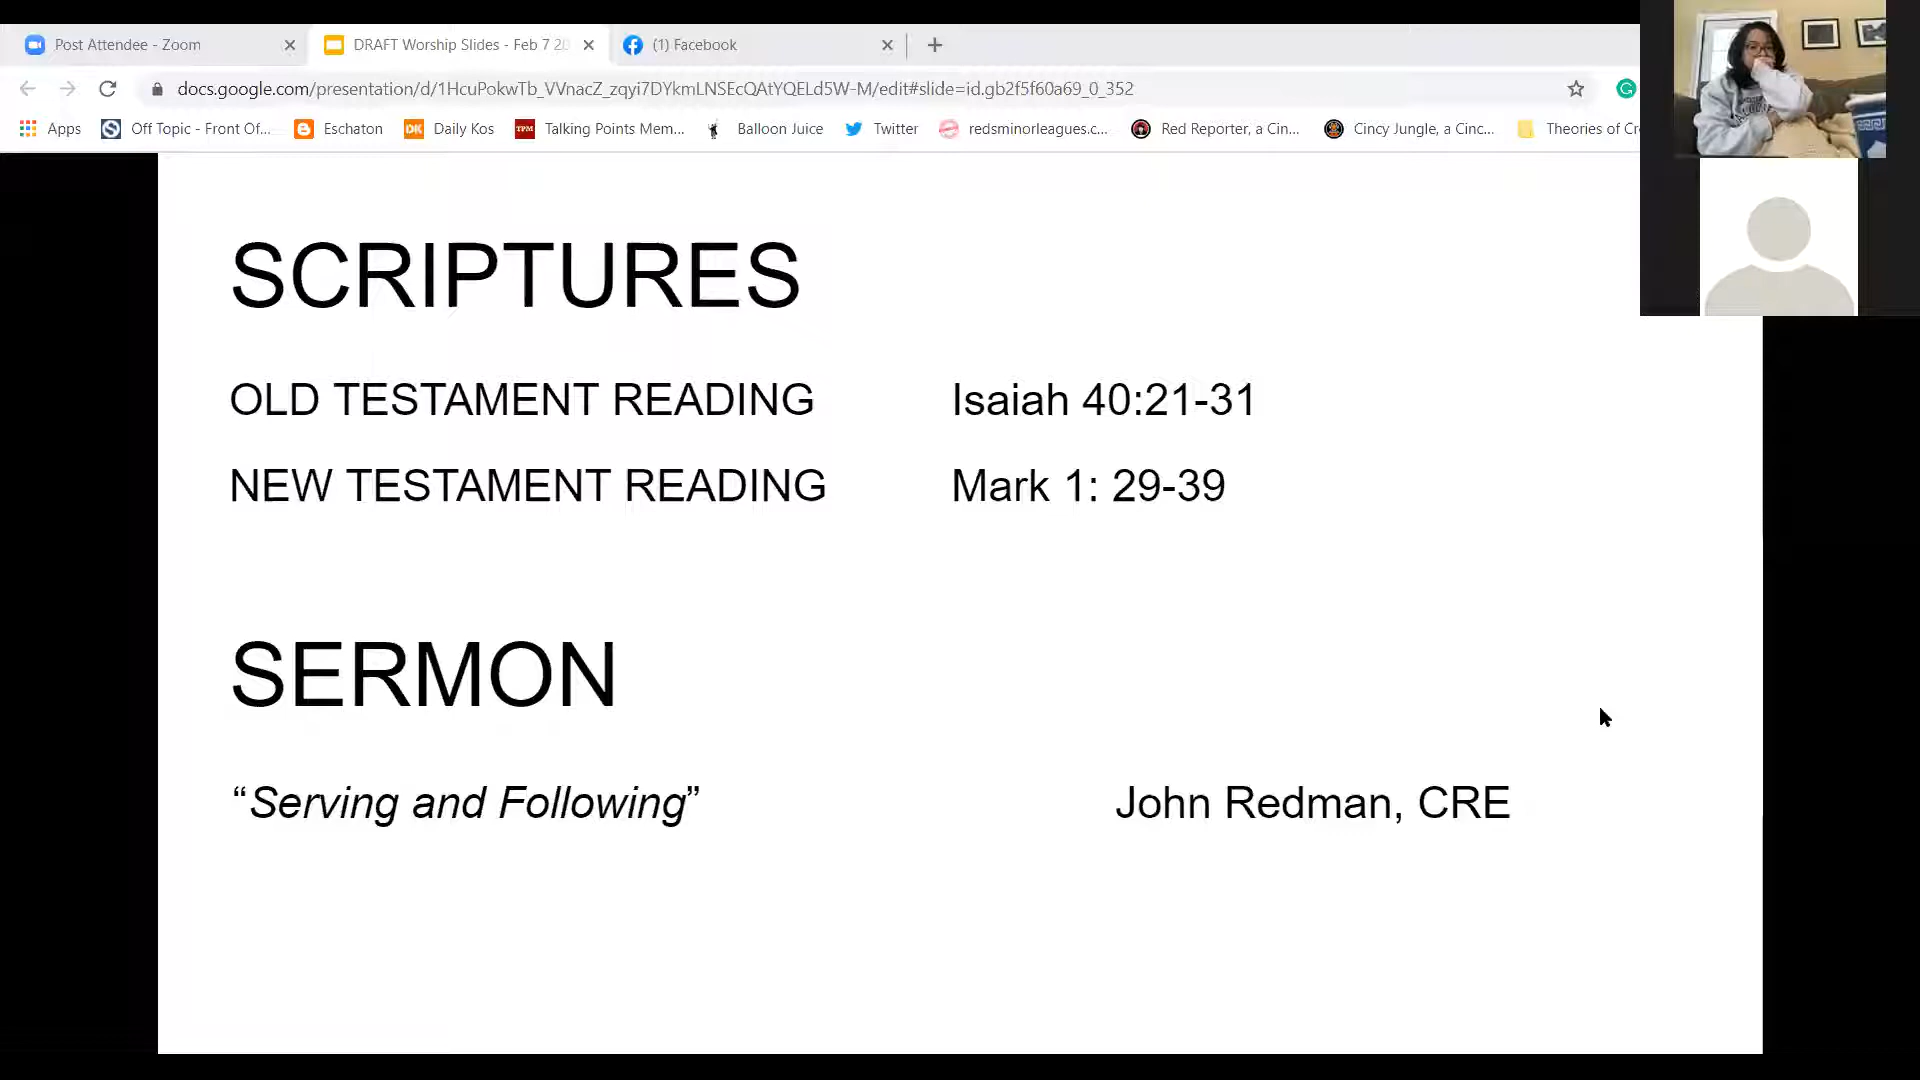 Post Attendee - Zoom
DRAFT Worship Slides - Feb 7 20
(1) Facebook
docs.google.com/presentation/d/1HcuPokwTb_VVnacZ_zqyi7DYkmLNSEcQAtYQELd5W-M/edit#slide=id.gb2f5f60a69_0_352
Apps
Off Topic - Front Of...
Eschaton
DK
Daily Kos
TPM
Talking Points Mem...
Balloon Juice
Twitter
redsminorleagues.c...
Red Reporter, a Cin...
Cincy Jungle, a Cinc...
Theories of Cr
SCRIPTURES
OLD TESTAMENT READING Isaiah 40:21-31
NEW TESTAMENT READING Mark 1: 29-39
SERMON
“Serving and Following” John Redman, CRE